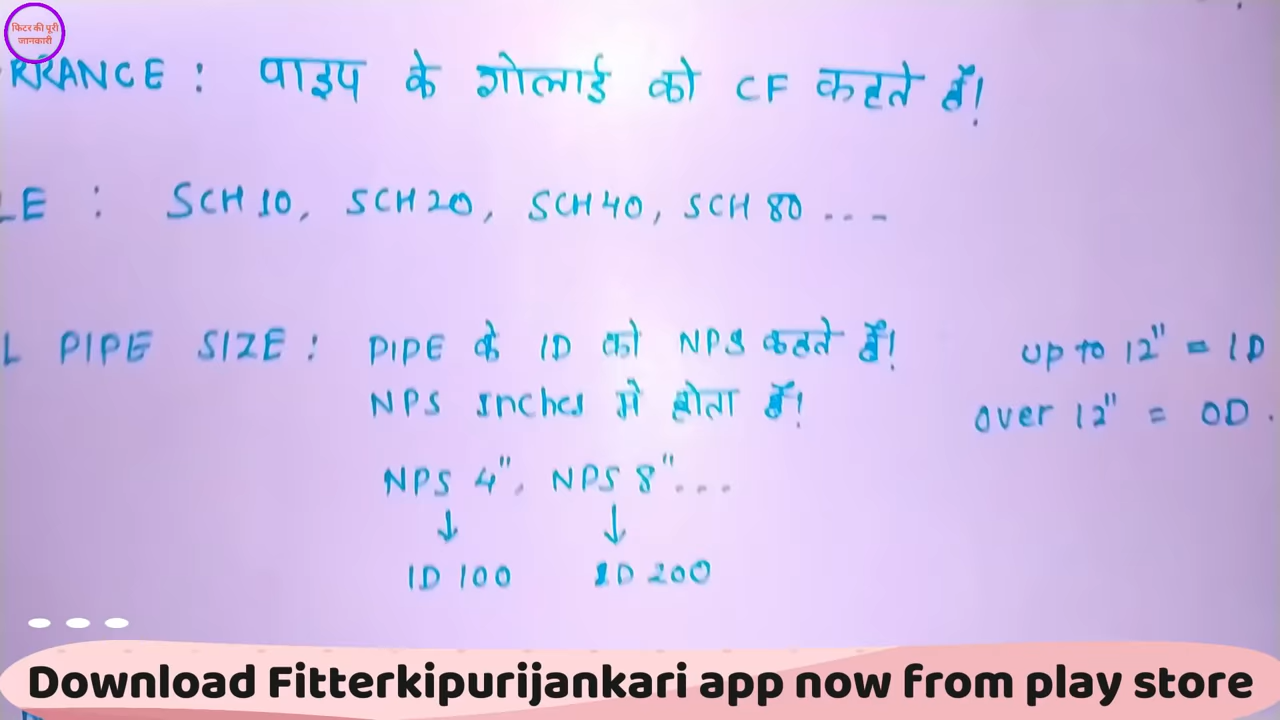 फिटर की पूरी
जानकारी
RRANCE : पाइप के गोलाई को CF कहते हैं!
LE : SCH 10, SCH 20, SCH 40, SCH 80 ...
L PIPE SIZE : PIPE के ID को NPS कहते हैं!
up to 12" = ID
NPS Inches मे होता हैं!
over 12" = OD.
NPS 4", NPS 8"...
ID 100 ID 200
Download Fitterkipurijankari app now from play store